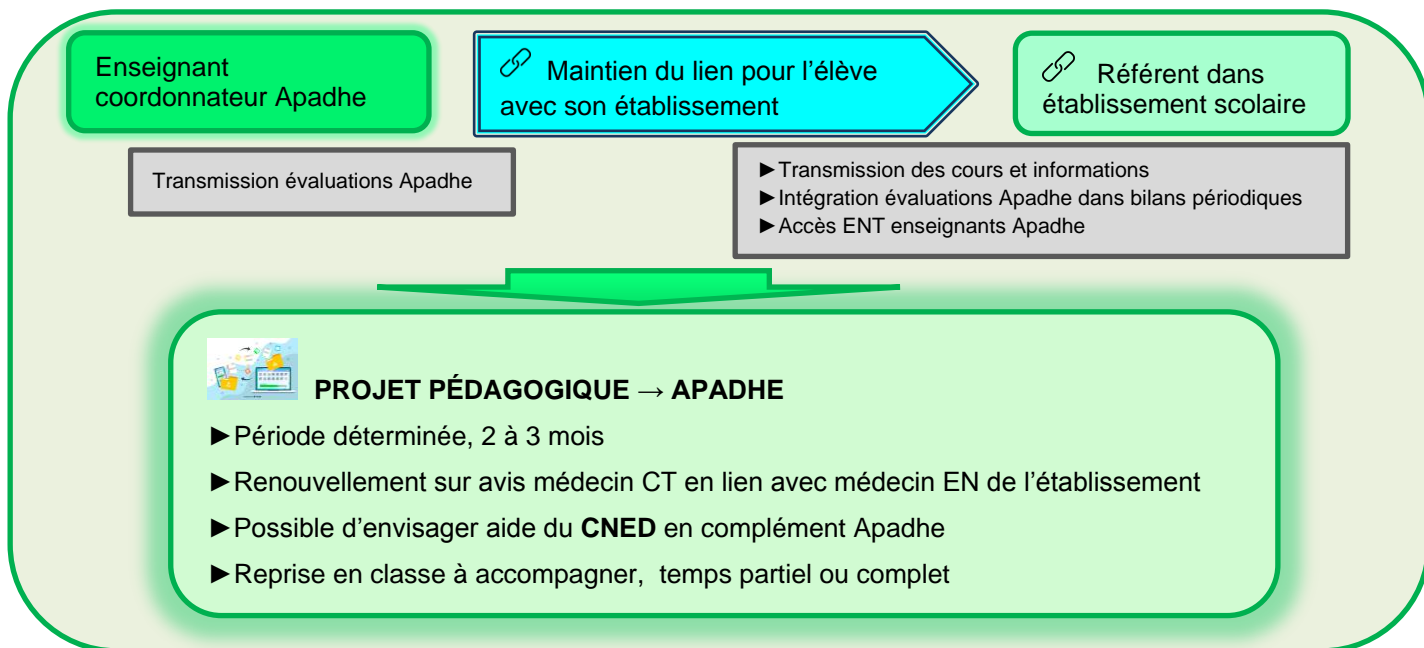 Enseignant
coordonnateur Apadhe
Maintien du lien pour l’élève
avec son établissement
Référent dans
établissement scolaire
Transmission évaluations Apadhe
►Transmission des cours et informations
►Intégration évaluations Apadhe dans bilans périodiques
►Accès ENT enseignants Apadhe
PROJET PÉDAGOGIQUE → APADHE
►Période déterminée, 2 à 3 mois
►Renouvellement sur avis médecin CT en lien avec médecin EN de l’établissement
►Possible d’envisager aide du CNED en complément Apadhe
►Reprise en classe à accompagner, temps partiel ou complet